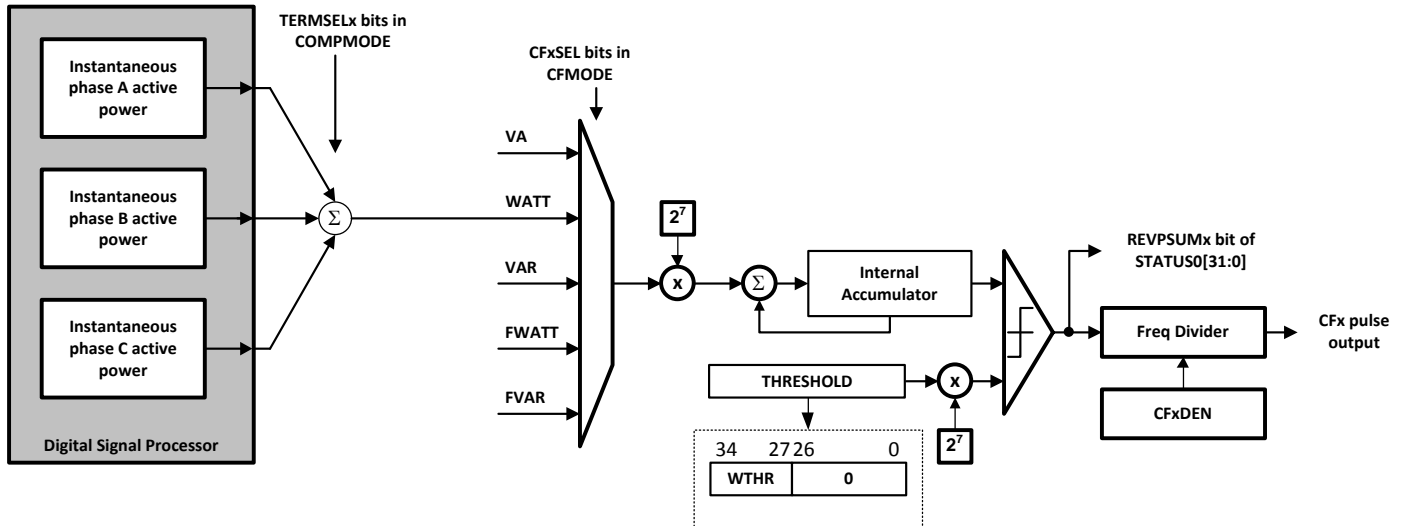 TERMSELx bits in
COMPMODE
Instantaneous
phase A active
power
Instantaneous
phase B active
power
Instantaneous
phase C active
power
Digital Signal Processor
Σ
CFxSEL bits in
CFMODE
VA
WATT
VAR
FWATT
FVAR
2⁷
x
Σ
Internal
Accumulator
THRESHOLD
x
2⁷
34 27 26 0
WTHR 0
REVPSUMx bit of
STATUS0[31:0]
Freq Divider
CFxDEN
CFx pulse
output